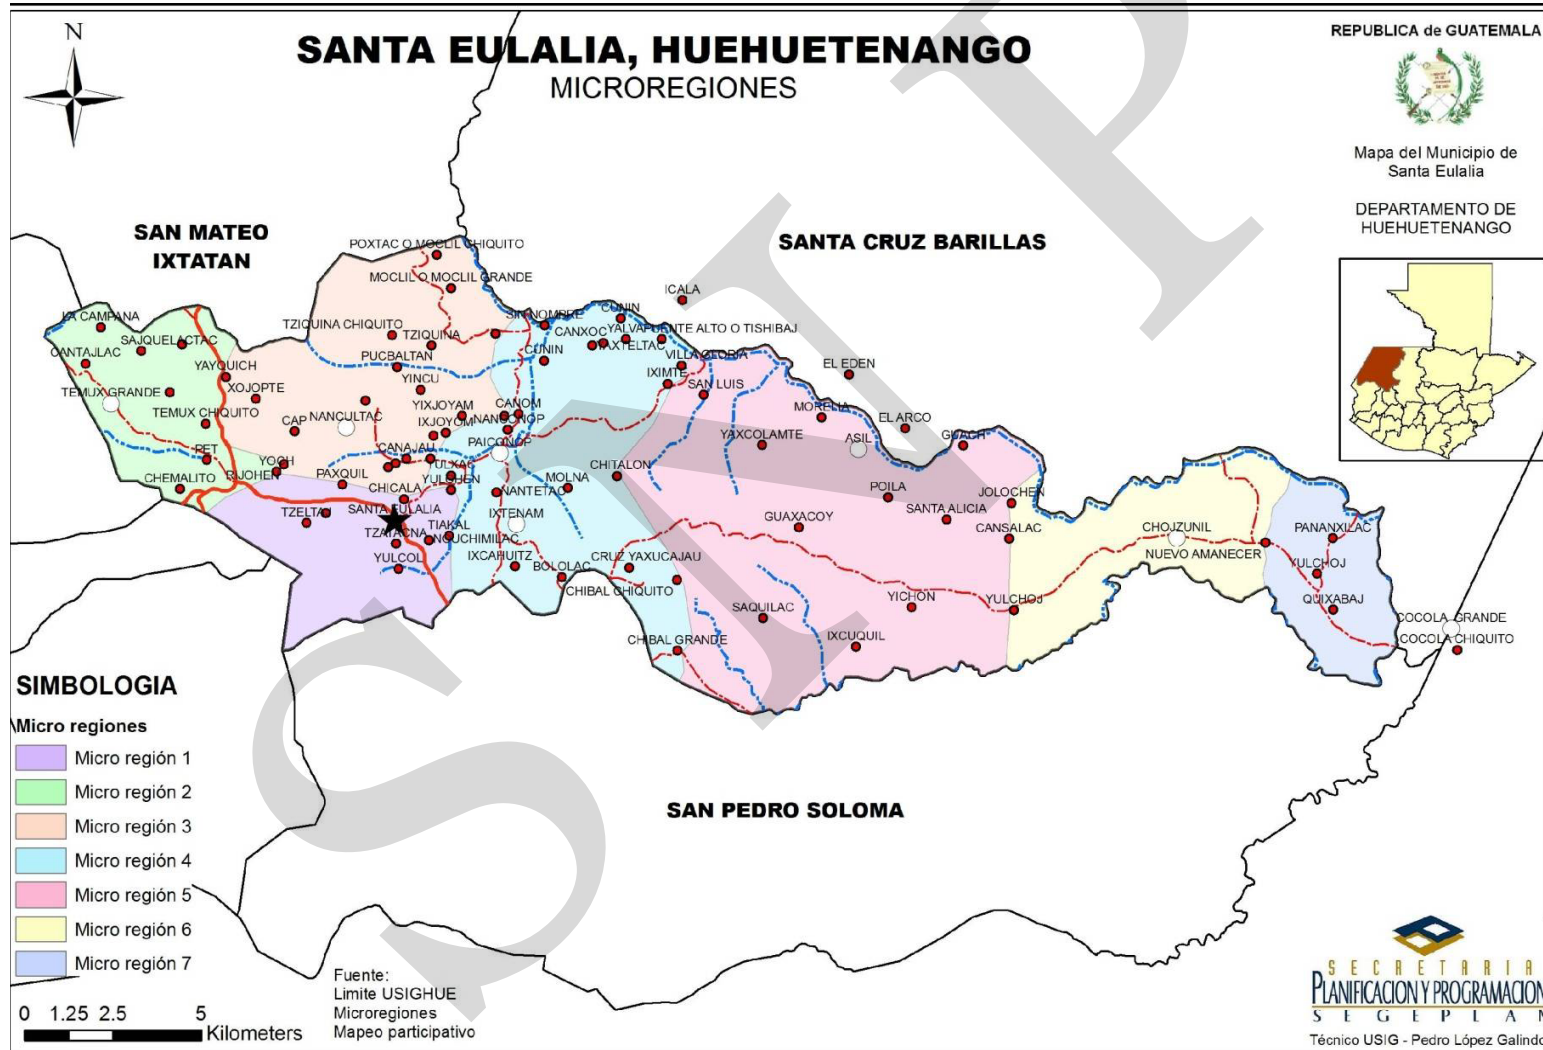 N
SANTA EULALIA, HUEHUETENANGO
MICROREGIONES
REPUBLICA de GUATEMALA
Mapa del Municipio de
Santa Eulalia
DEPARTAMENTO DE
HUEHUETENANGO
SAN MATEO
IXTATAN
SANTA CRUZ BARILLAS
SAN PEDRO SOLOMA
POXTAC O MOCLIL CHIQUITO
MOCLIL O MOCLIL GRANDE
ICALA
LA CAMPANA
SAJQUELACTAC
CANTAJLAC
TZIQUINA CHIQUITO
TZIQUINA
SIN NOMBRE
CUNIN
CANXOC
YALVA
PUENTE ALTO O TISHIBAJ
YAXTELTAC
CUNIN
VILLA GLORIA
IXIMTE
SAN LUIS
EL EDEN
YAYQUICH
PUCBALTAN
TEMUX GRANDE
XOJOPTE
YINCU
TEMUX CHIQUITO
CAP
NANCULTAC
YIXJOYAM
IXJOYOM
CANOM
NANCONOP
MORELIA
EL ARCO
YAXCOLAMTE
ASIL
GUACH
PET
YOCH
CANAJAU
PAICONOP
CHEMALITO
RIJOHEN
PAXQUIL
YULXAC
CHITALON
MOLNA
CHICALA
NANTETAC
POILA
JOLOCHEN
TZELTAJ
SANTA EULALIA
IXTENAM
GUAXACOY
SANTA ALICIA
CANSALAC
CHOJZUNIL
PANANXILAC
TZATACNA
TIAKAL
NUEVO AMANECER
YULCOL
IXCAHUITZ
BOLOLAC
CRUZ YAXUCAJAU
YULCHOJ
CHIBAL CHIQUITO
SAQUILAC
YICHON
YULCHOJ
QUIXABAJ
CHIBAL GRANDE
IXCUQUIL
COCOLA GRANDE
COCOLA CHIQUITO
SIMBOLOGIA
Micro regiones
Micro región 1
Micro región 2
Micro región 3
Micro región 4
Micro región 5
Micro región 6
Micro región 7
0 1.25 2.5 5
Kilometers
Fuente:
Limite USIGHUE
Microregiones
Mapeo participativo
SECRETARIA
PLANIFICACION Y PROGRAMACION
SEGEPLAN
Técnico USIG - Pedro López Galindo
SNIP